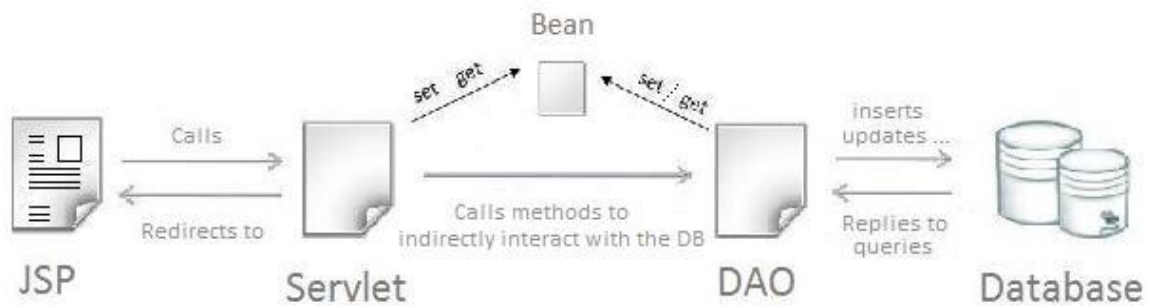 Bean
set get
set / get
Calls
Redirects to
Calls methods to
indirectly interact with the DB
inserts
updates ...
Replies to
queries
JSP
Servlet
DAO
Database